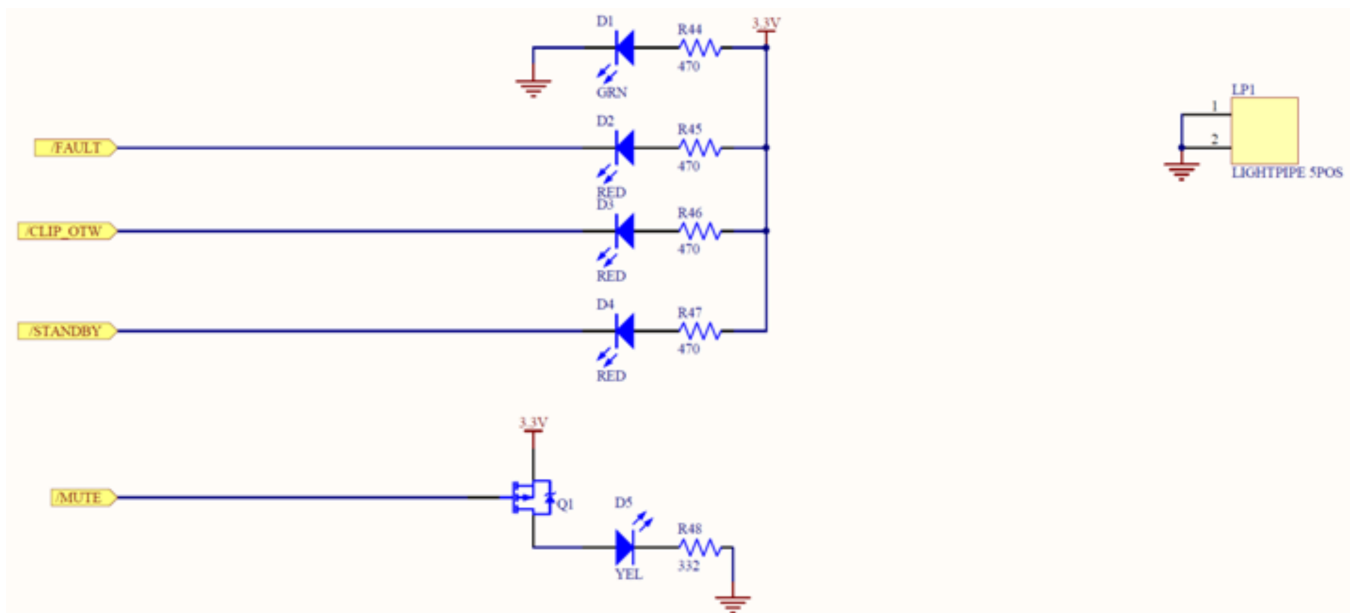 D1
R44
3.3V
470
GRN
LP1
1
2
LIGHTPIPE 5POS
/FAULT
D2
R45
470
RED
/CLIP_OTW
D3
R46
470
RED
/STANDBY
D4
R47
470
RED
3.3V
/MUTE
Q1
D5
R48
332
YEL